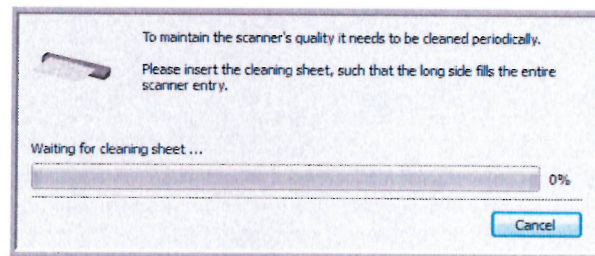 To maintain the scanner's quality it needs to be cleaned periodically.
Please insert the cleaning sheet, such that the long side fills the entire
scanner entry.
Waiting for cleaning sheet ...
0%
Cancel